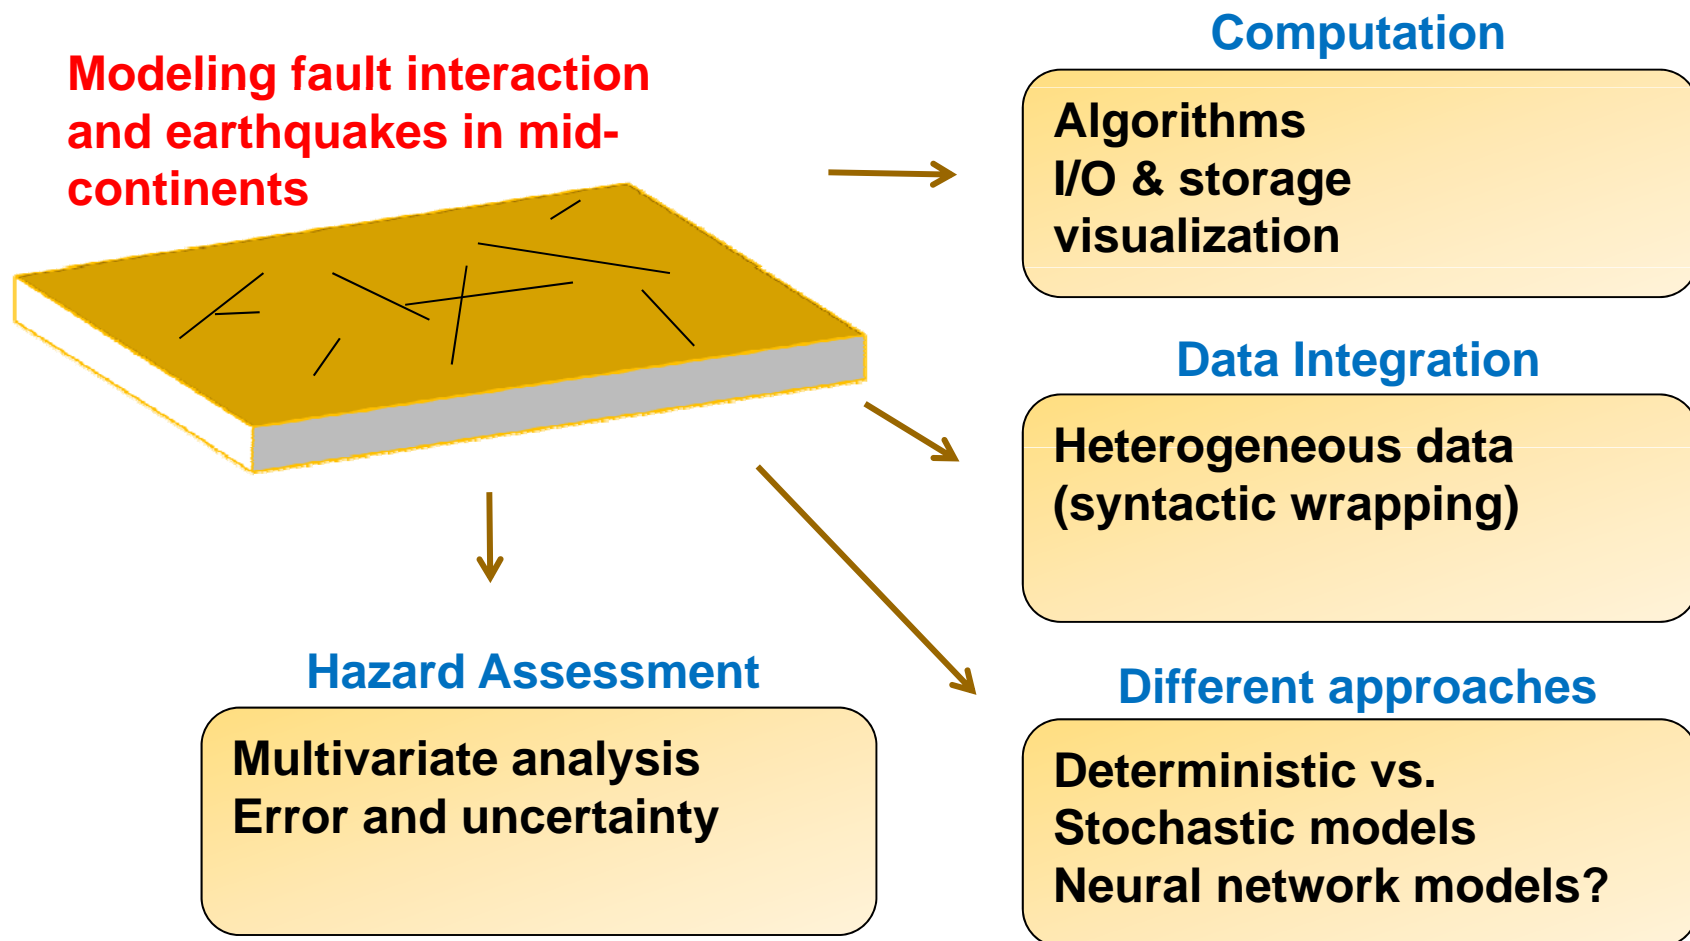 Modeling fault interaction
and earthquakes in mid-
continents
Computation
Algorithms
I/O & storage
visualization
Data Integration
Heterogeneous data
(syntactic wrapping)
Hazard Assessment
Multivariate analysis
Error and uncertainty
Different approaches
Deterministic vs.
Stochastic models
Neural network models?